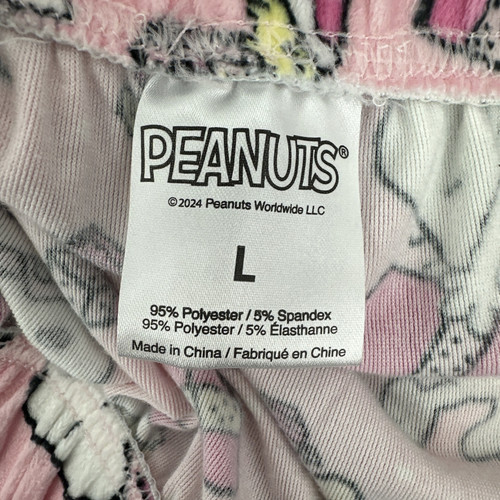 PEANUTS®
©2024 Peanuts Worldwide LLC
L
95% Polyester / 5% Spandex
95% Polyester / 5% Élasthanne
Made in China / Fabriqué en Chine